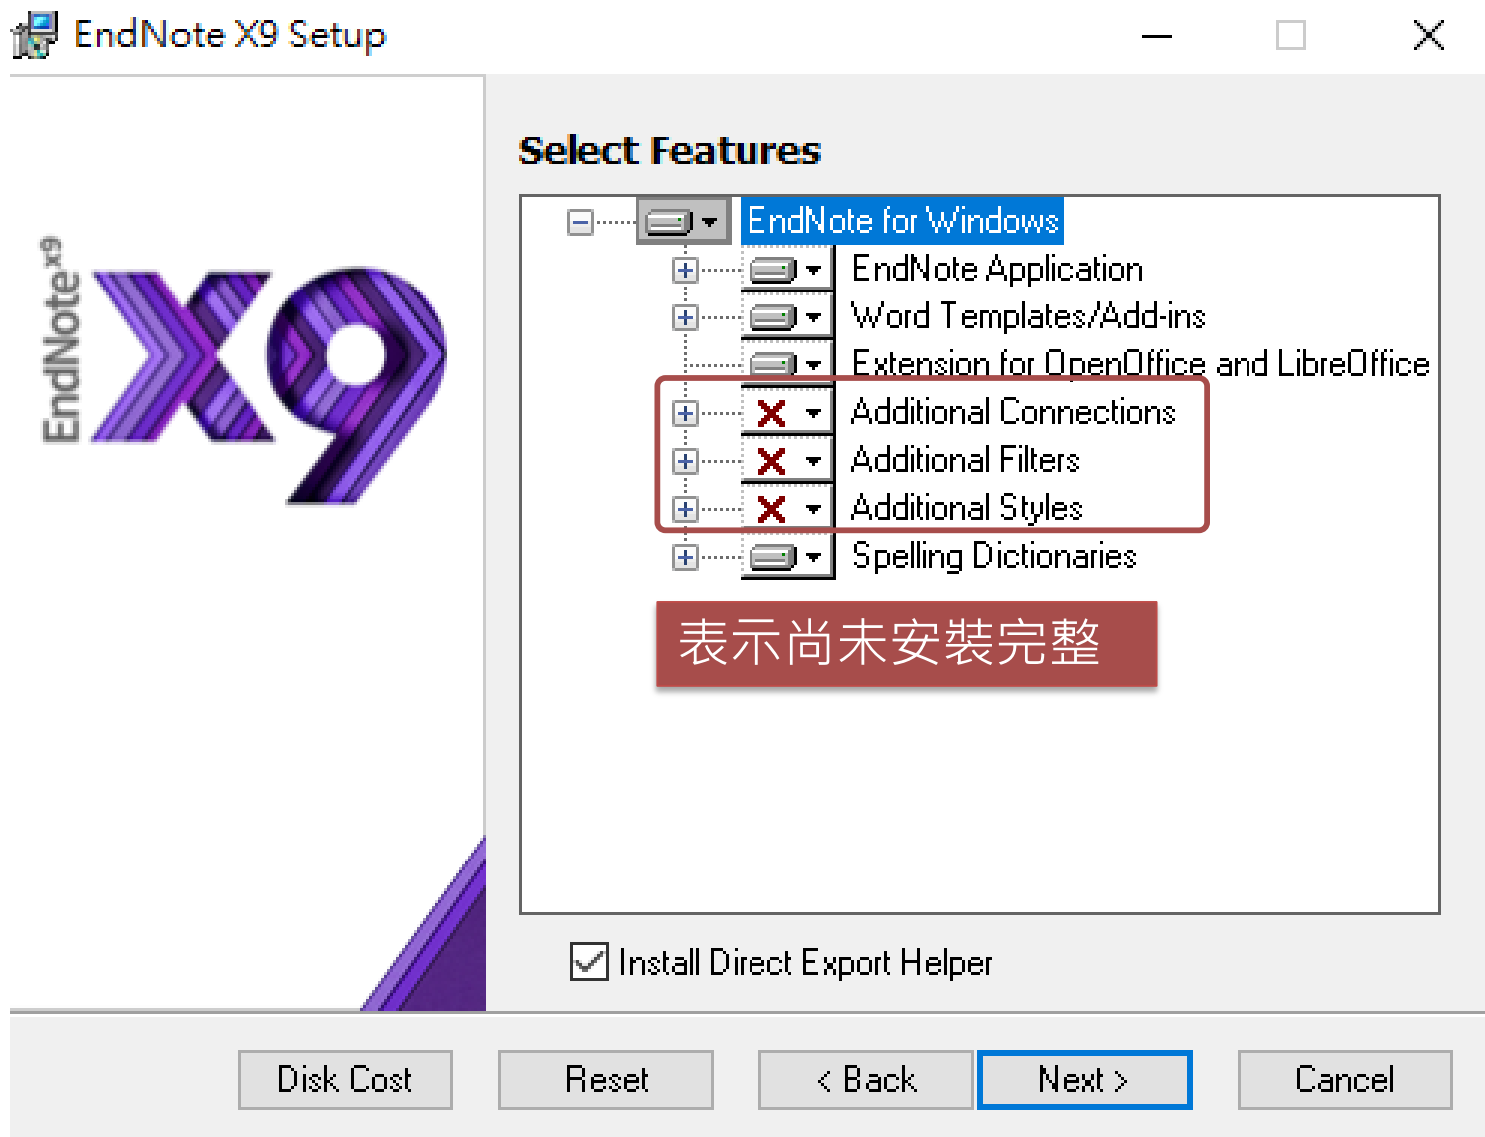 EndNote X9 Setup
EndNote X9
X9
Select Features
EndNote for Windows
EndNote Application
Word Templates/Add-ins
Extension for OpenOffice and LibreOffice
Additional Connections
Additional Filters
Additional Styles
Spelling Dictionaries
表示尚未安裝完整
Install Direct Export Helper
Disk Cost
Reset
< Back
Next >
Cancel